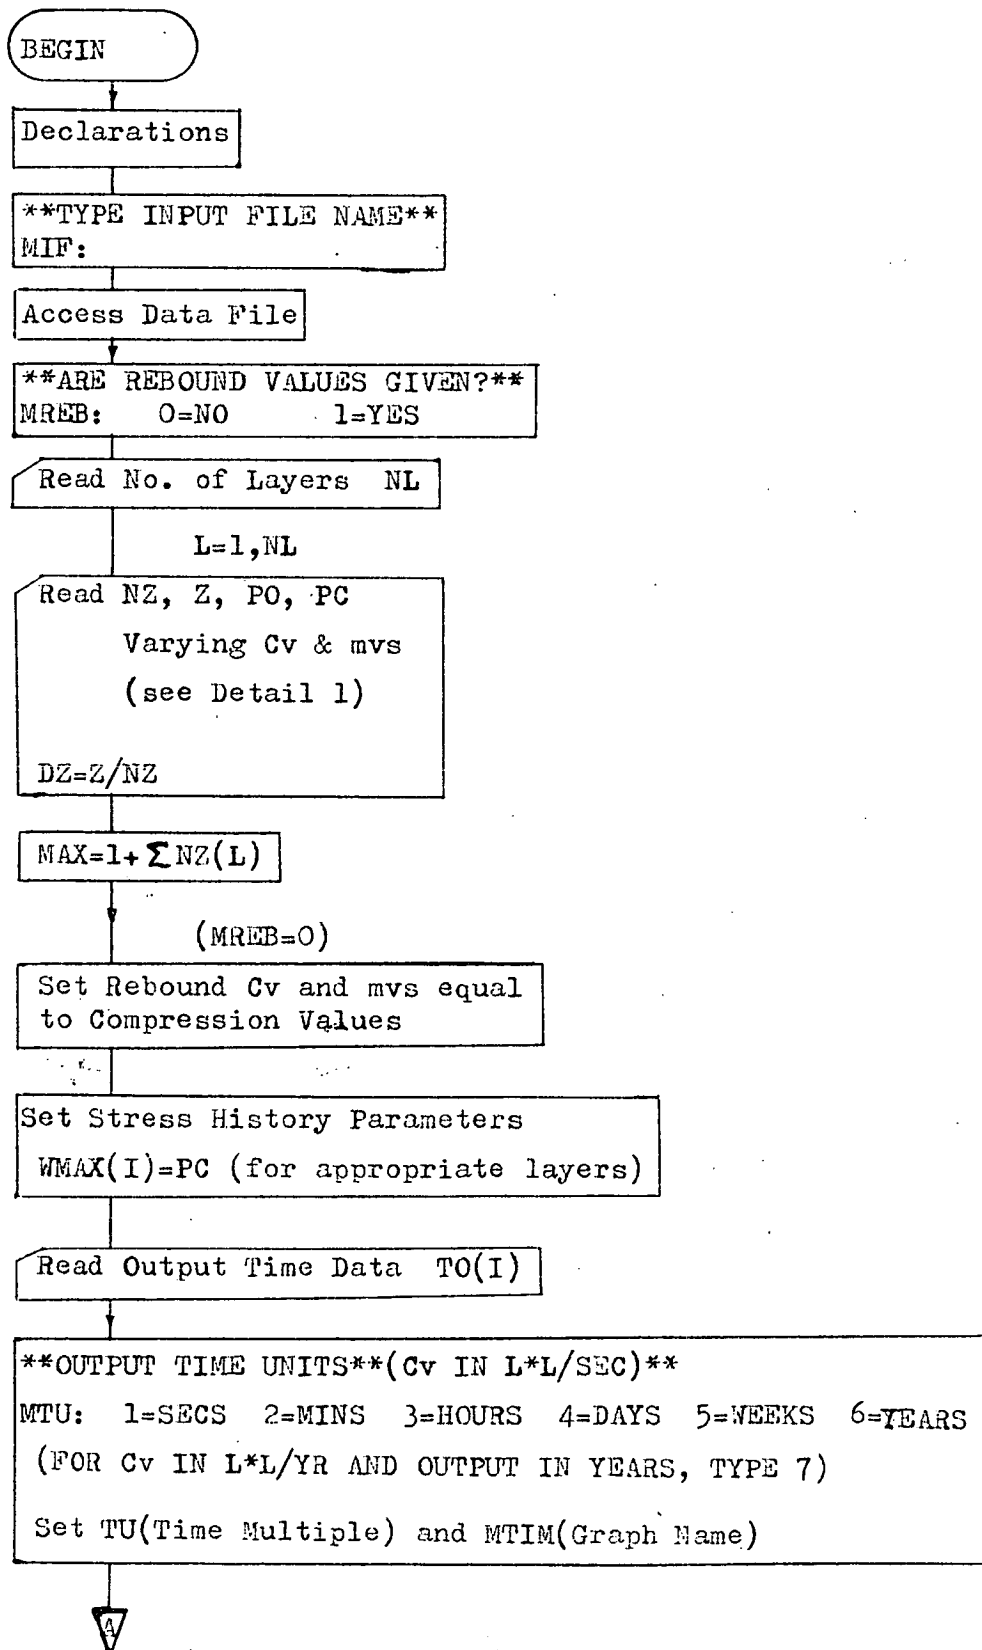 BEGIN
Declarations
**TYPE INPUT FILE NAME**
MIF:
Access Data File
**ARE REBOUND VALUES GIVEN?**
MREB: 0=NO 1=YES
Read No. of Layers NL
L=1,NL
Read NZ, Z, PO, PC
Varying Cv & mvs
(see Detail 1)
DZ=Z/NZ
MAX=1+ΣNZ(L)
(MREB=0)
Set Rebound Cv and mvs equal
to Compression Values
Set Stress History Parameters
WMAX(I)=PC (for appropriate layers)
Read Output Time Data TO(I)
**OUTPUT TIME UNITS**(Cv IN L*L/SEC)**
MTU: 1=SECS 2=MINS 3=HOURS 4=DAYS 5=WEEKS 6=YEARS
(FOR Cv IN L*L/YR AND OUTPUT IN YEARS, TYPE 7)
Set TU(Time Multiple) and MTIM(Graph Name)
A